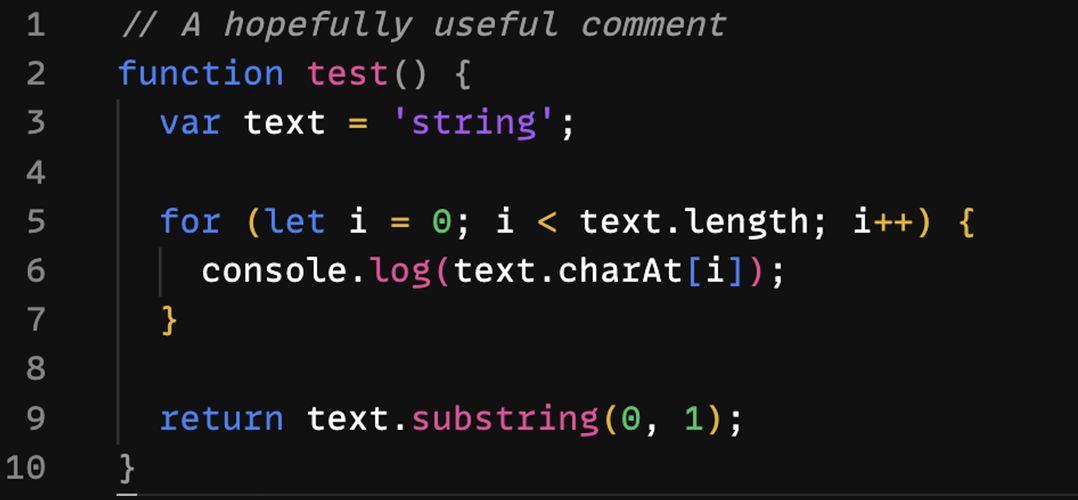 1 // A hopefully useful comment
2 function test() {
3   var text = 'string';
4
5   for (let i = 0; i < text.length; i++) {
6     console.log(text.charAt[i]);
7   }
8
9   return text.substring(0, 1);
10 }